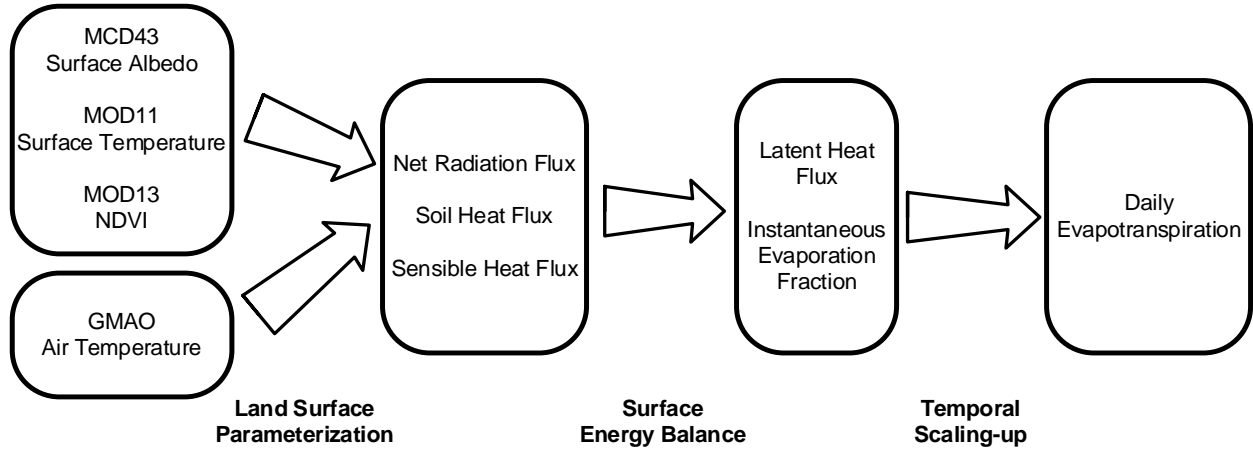 MCD43
Surface Albedo
MOD11
Surface Temperature
MOD13
NDVI
GMAO
Air Temperature
Net Radiation Flux
Soil Heat Flux
Sensible Heat Flux
Latent Heat
Flux
Instantaneous
Evaporation
Fraction
Daily
Evapotranspiration
Land Surface
Parameterization
Surface
Energy Balance
Temporal
Scaling-up